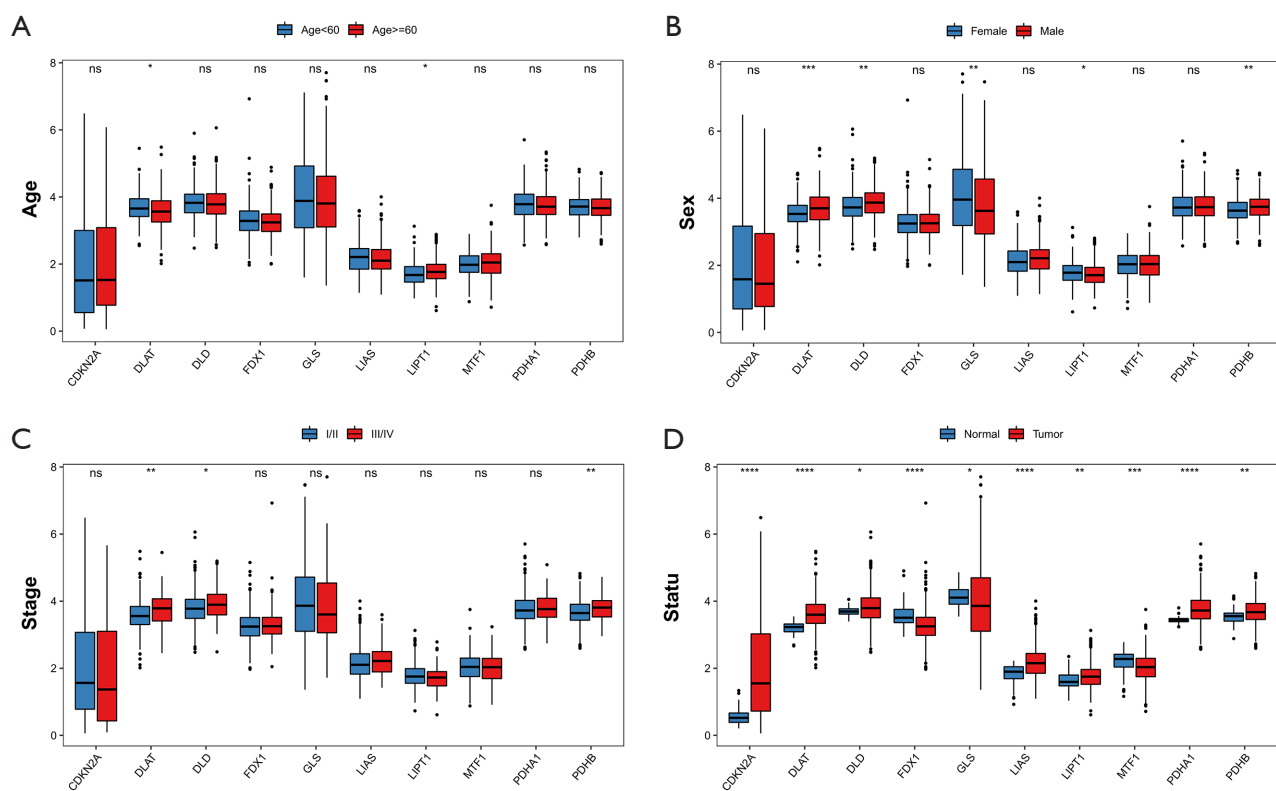 A
Age<60 Age>=60
ns * ns ns ns ns * ns ns ns
Age
8
6
4
2
0
CDKN2A DLAT DLD FDX1 GLS LIAS LIPT1 MTF1 PDHA1 PDHB
B
Female Male
ns *** ** ns ** ns * ns ns **
Sex
8
6
4
2
0
CDKN2A DLAT DLD FDX1 GLS LIAS LIPT1 MTF1 PDHA1 PDHB
C
I/II III/IV
ns ** * ns ns ns ns ns ns **
Stage
8
6
4
2
0
CDKN2A DLAT DLD FDX1 GLS LIAS LIPT1 MTF1 PDHA1 PDHB
D
Normal Tumor
**** **** * **** * **** ** *** **** **
Statu
8
6
4
2
0
CDKN2A DLAT DLD FDX1 GLS LIAS LIPT1 MTF1 PDHA1 PDHB